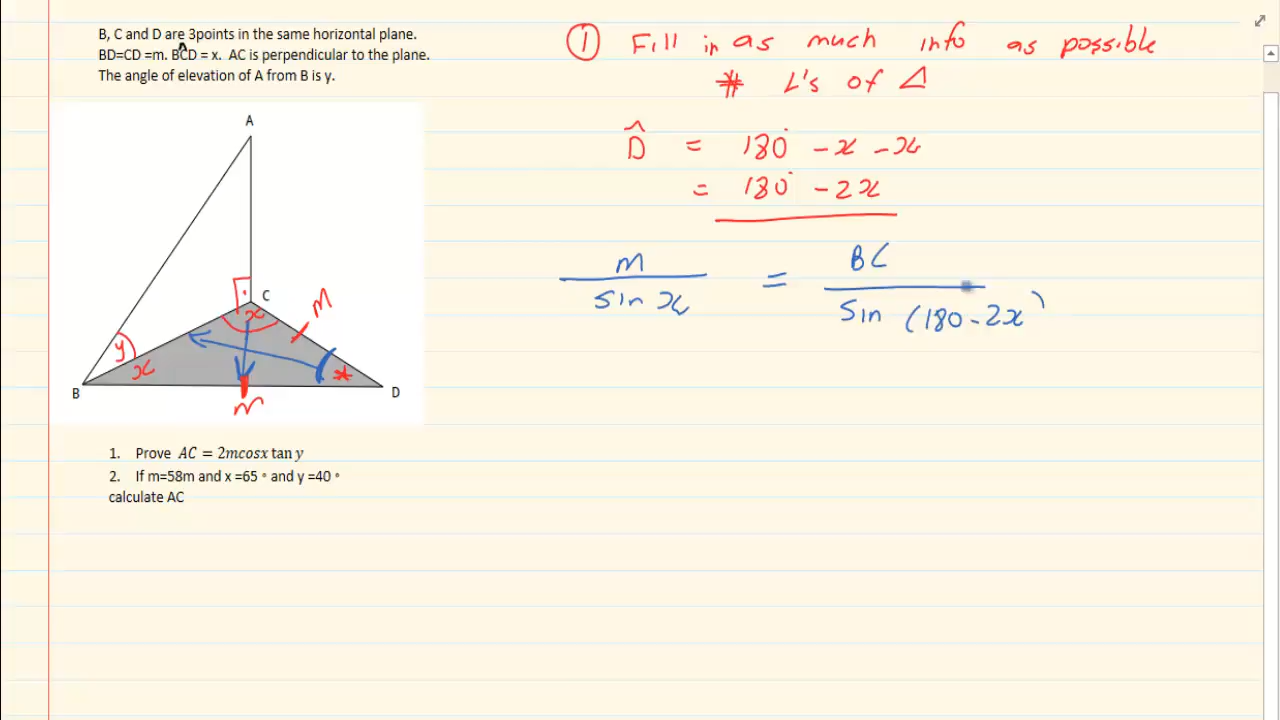 B, C and D are 3points in the same horizontal plane.
BD=CD =m. BĈD = x. AC is perpendicular to the plane.
The angle of elevation of A from B is y.
① Fill in as much info as possible
* L's of Δ
D̂ = 180° - x - x
= 180° - 2x
m / sin x = BC / sin (180 - 2x)
A
C
x
M
y
x
*
B
D
m
1. Prove AC = 2mcosx tan y
2. If m=58m and x =65 ° and y =40 °
calculate AC